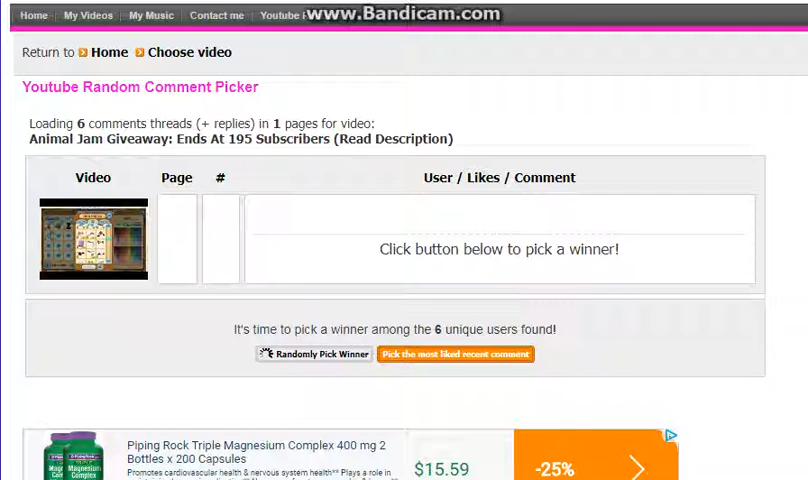 www.Bandicam.com
Home
My Videos
My Music
Contact me
Youtube
Return to Home Choose video
Youtube Random Comment Picker
Loading 6 comments threads (+ replies) in 1 pages for video:
Animal Jam Giveaway: Ends At 195 Subscribers (Read Description)
Video Page # User / Likes / Comment
Click button below to pick a winner!
It's time to pick a winner among the 6 unique users found!
Randomly Pick Winner
Pick the most liked recent comment
Piping Rock Triple Magnesium Complex 400 mg 2
Bottles x 200 Capsules
Promotes cardiovascular health & nervous system health** Plays a role in
$15.59
-25%